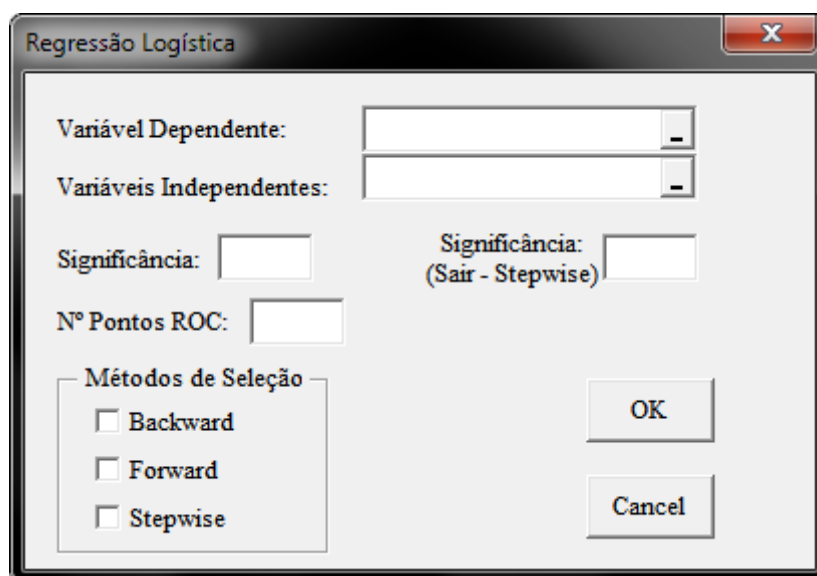 Regressão Logística
Variável Dependente:
Variáveis Independentes:
Significância:
Significância:
(Sair - Stepwise)
Nº Pontos ROC:
Métodos de Seleção
Backward
Forward
Stepwise
OK
Cancel